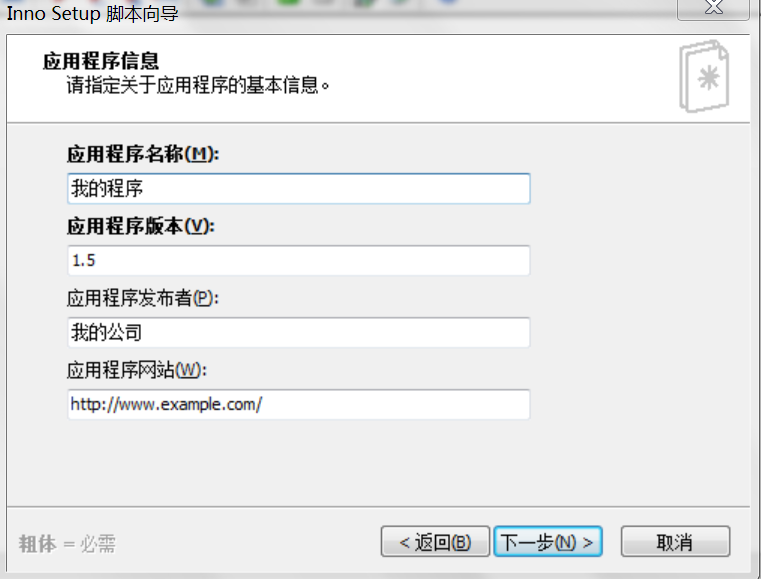 Inno Setup 脚本向导
应用程序信息
请指定关于应用程序的基本信息。
应用程序名称(M):
我的程序
应用程序版本(V):
1.5
应用程序发布者(P):
我的公司
应用程序网站(W):
http://www.example.com/
粗体 = 必需
< 返回(B)
下一步(N) >
取消